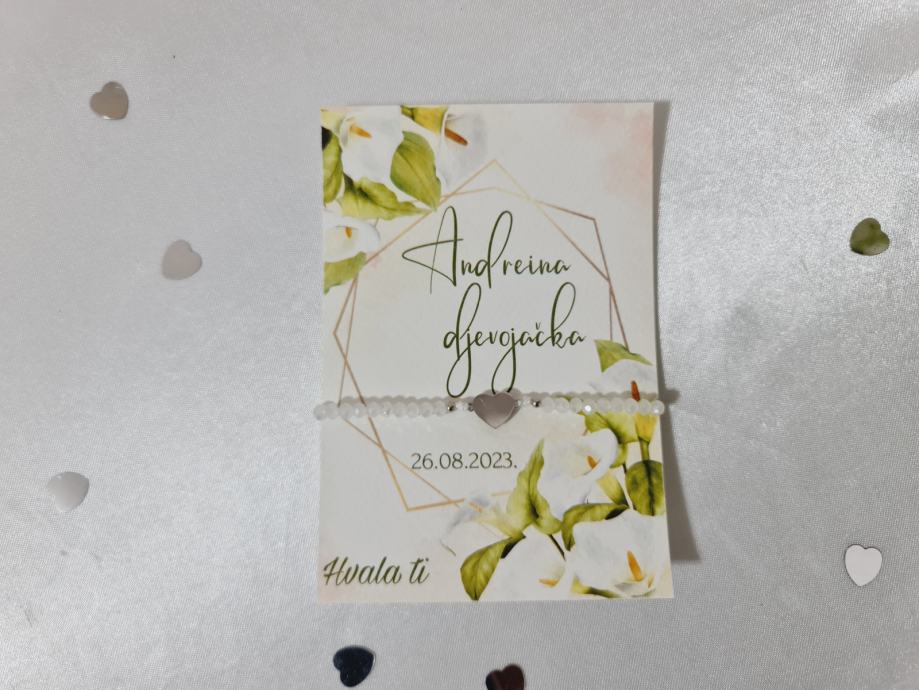 Andreina
djevojačka
26.08.2023.
Hvala ti